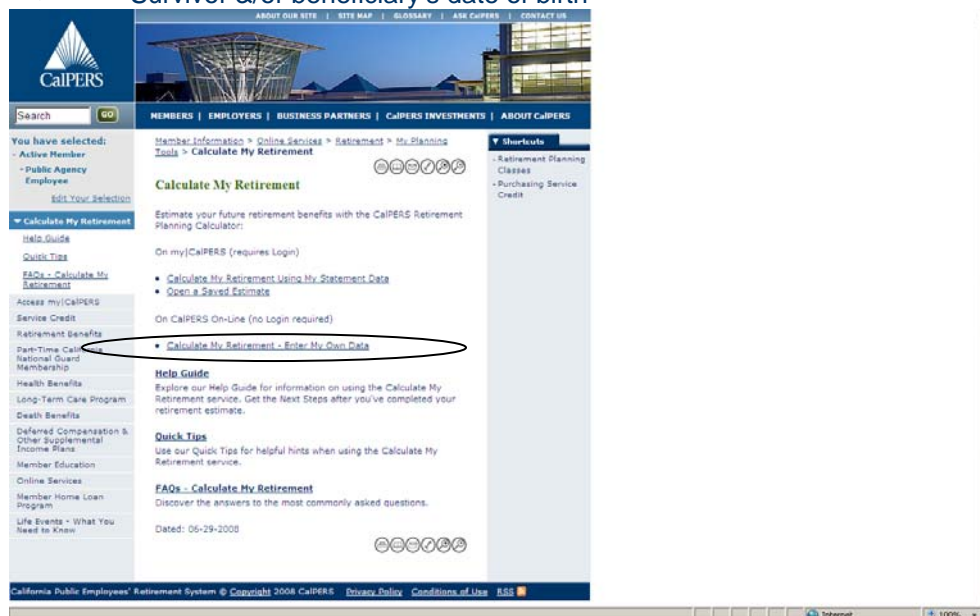 Survivor &/or beneficiary's date of birth
ABOUT OUR SITE | SITE MAP | GLOSSARY | ASK CalPERS | CONTACT US
CalPERS
Search GO
MEMBERS | EMPLOYERS | BUSINESS PARTNERS | CalPERS INVESTMENTS | ABOUT CalPERS
You have selected:
- Active Member
- Public Agency
Employee
Edit Your Selection
Calculate My Retirement
Help Guide
Quick Tips
FAQs - Calculate My
Retirement
Access my|CalPERS
Service Credit
Retirement Benefits
Part-Time California
National Guard
Membership
Health Benefits
Long-Term Care Program
Death Benefits
Deferred Compensation &
Other Supplemental
Income Plans
Member Education
Online Services
Member Home Loan
Program
Life Events - What You
Need to Know
Member Information > Online Services > Retirement > My Planning
Tools > Calculate My Retirement
Calculate My Retirement
Estimate your future retirement benefits with the CalPERS Retirement
Planning Calculator:
On my|CalPERS (requires Login)
• Calculate My Retirement Using My Statement Data
• Open a Saved Estimate
On CalPERS On-Line (no Login required)
• Calculate My Retirement - Enter My Own Data
Help Guide
Explore our Help Guide for information on using the Calculate My
Retirement service. Get the Next Steps after you've completed your
retirement estimate.
Quick Tips
Use our Quick Tips for helpful hints when using the Calculate My
Retirement service.
FAQs - Calculate My Retirement
Discover the answers to the most commonly asked questions.
Dated: 06-29-2008
Shortcuts
- Retirement Planning
Classes
- Purchasing Service
Credit
California Public Employees' Retirement System © Copyright 2008 CalPERS Privacy Policy Conditions of Use RSS
Internet 100%